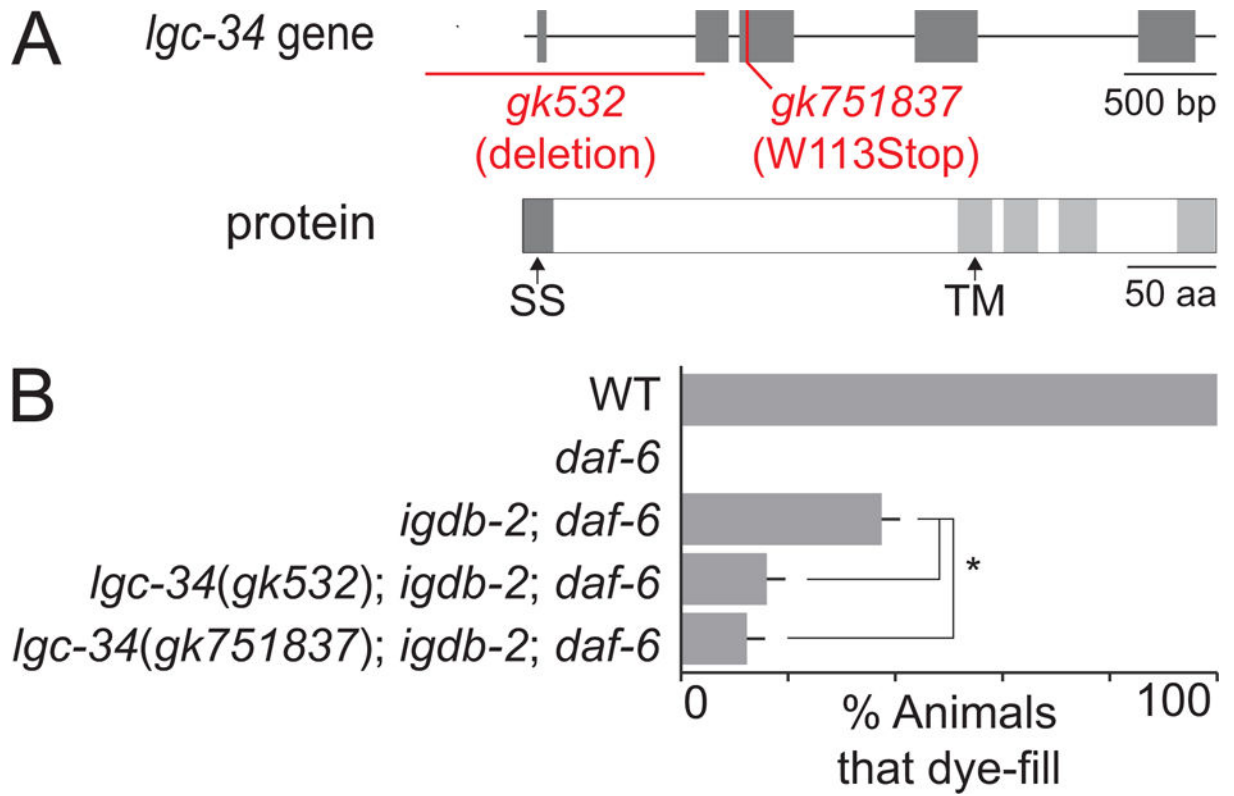 A
lgc-34 gene
gk532
(deletion)
gk751837
(W113Stop)
500 bp
protein
SS
TM
50 aa
B
WT
daf-6
igdb-2; daf-6
lgc-34(gk532); igdb-2; daf-6
lgc-34(gk751837); igdb-2; daf-6
*
0
100
% Animals
that dye-fill